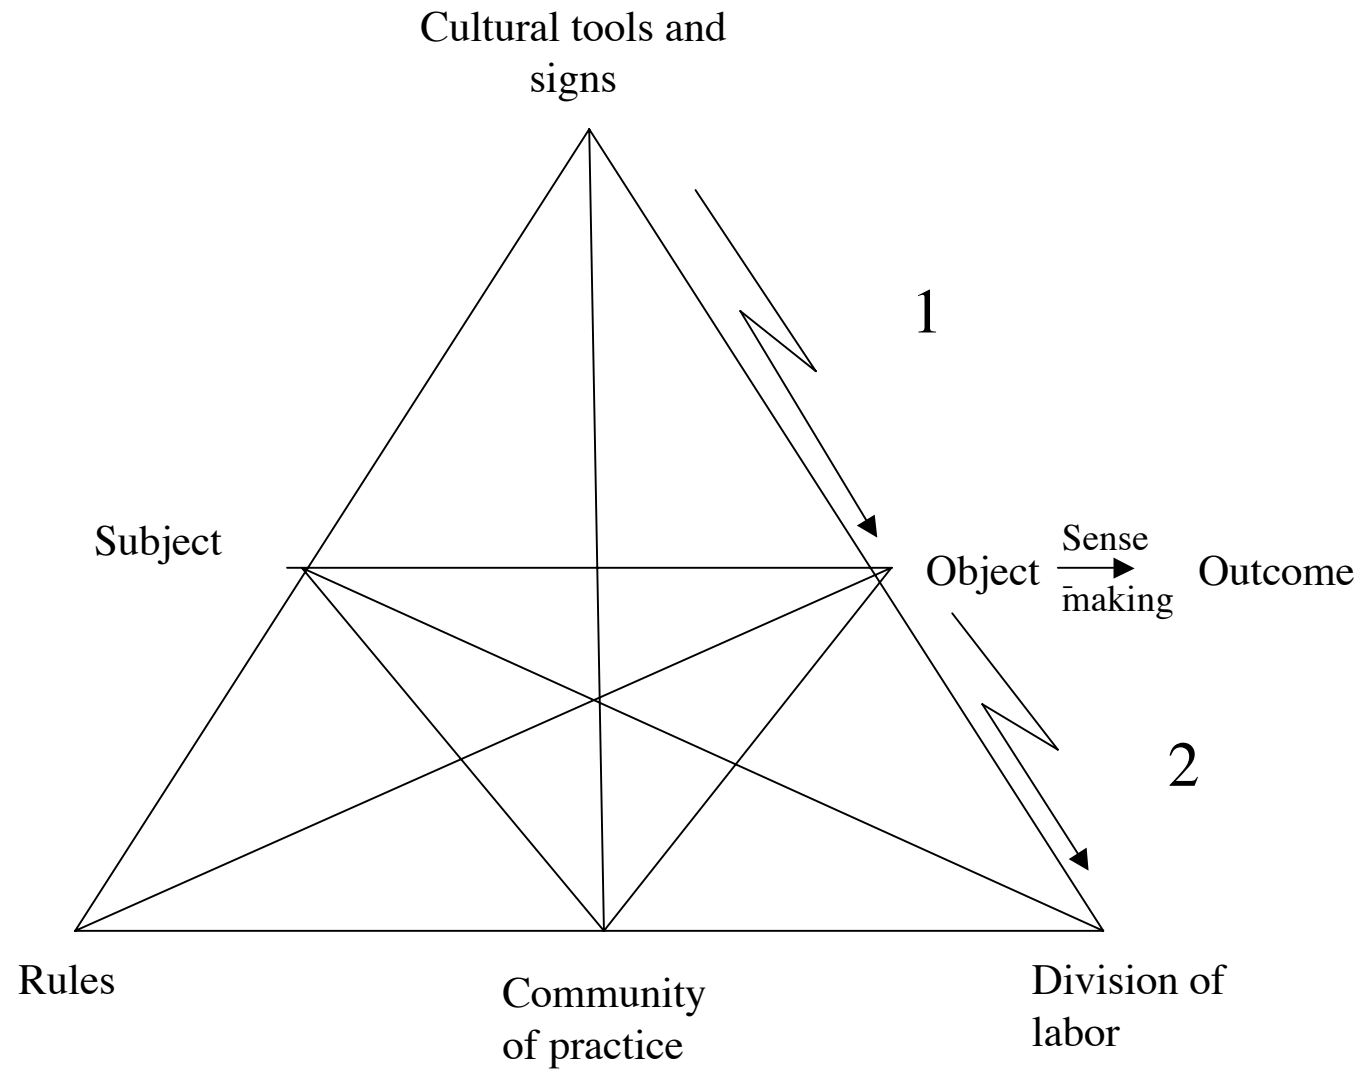 Cultural tools and
signs
1
Subject
Object
Sense
-making
Outcome
2
Rules
Community
of practice
Division of
labor